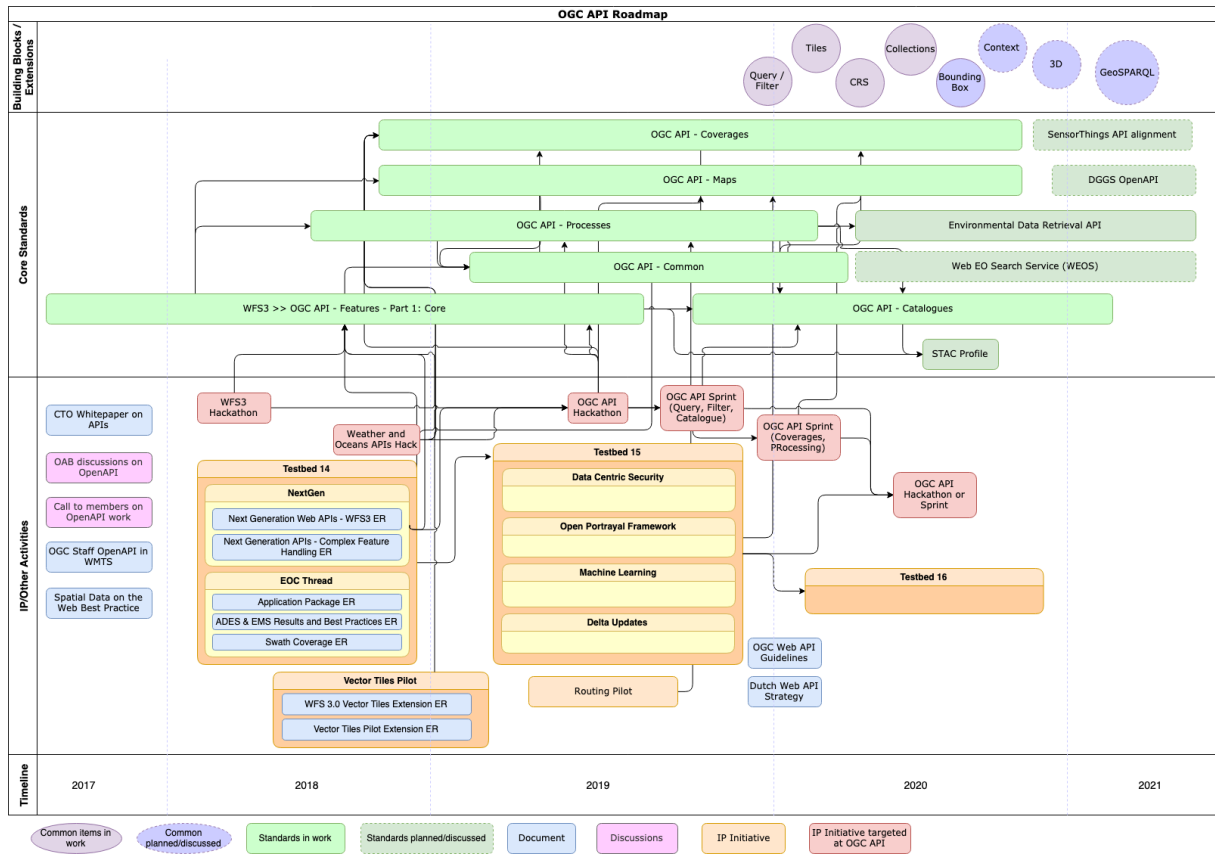 OGC API Roadmap
Building Blocks /
Extensions
Query /
Filter
Tiles
CRS
Collections
Bounding
Box
Context
3D
GeoSPARQL
Core Standards
OGC API - Coverages
SensorThings API alignment
OGC API - Maps
DGGS OpenAPI
OGC API - Processes
Environmental Data Retrieval API
OGC API - Common
Web EO Search Service (WEOS)
WFS3 >> OGC API - Features - Part 1: Core
OGC API - Catalogues
STAC Profile
IP/Other Activities
CTO Whitepaper on
APIs
OAB discussions on
OpenAPI
Call to members on
OpenAPI work
OGC Staff OpenAPI in
WMTS
Spatial Data on the
Web Best Practice
WFS3
Hackathon
Weather and
Oceans APIs Hack
OGC API
Hackathon
OGC API Sprint
(Query, Filter,
Catalogue)
OGC API Sprint
(Coverages,
PRocessing)
OGC API
Hackathon or
Sprint
Testbed 14
NextGen
Next Generation Web APIs - WFS3 ER
Next Generation APIs - Complex Feature
Handling ER
EOC Thread
Application Package ER
ADES & EMS Results and Best Practices ER
Swath Coverage ER
Testbed 15
Data Centric Security
Open Portrayal Framework
Machine Learning
Delta Updates
Testbed 16
Vector Tiles Pilot
WFS 3.0 Vector Tiles Extension ER
Vector Tiles Pilot Extension ER
Routing Pilot
OGC Web API
Guidelines
Dutch Web API
Strategy
Timeline
2017
2018
2019
2020
2021
Common items in
work
Common
planned/discussed
Standards in work
Standards planned/discussed
Document
Discussions
IP Initiative
IP Initiative targeted
at OGC API